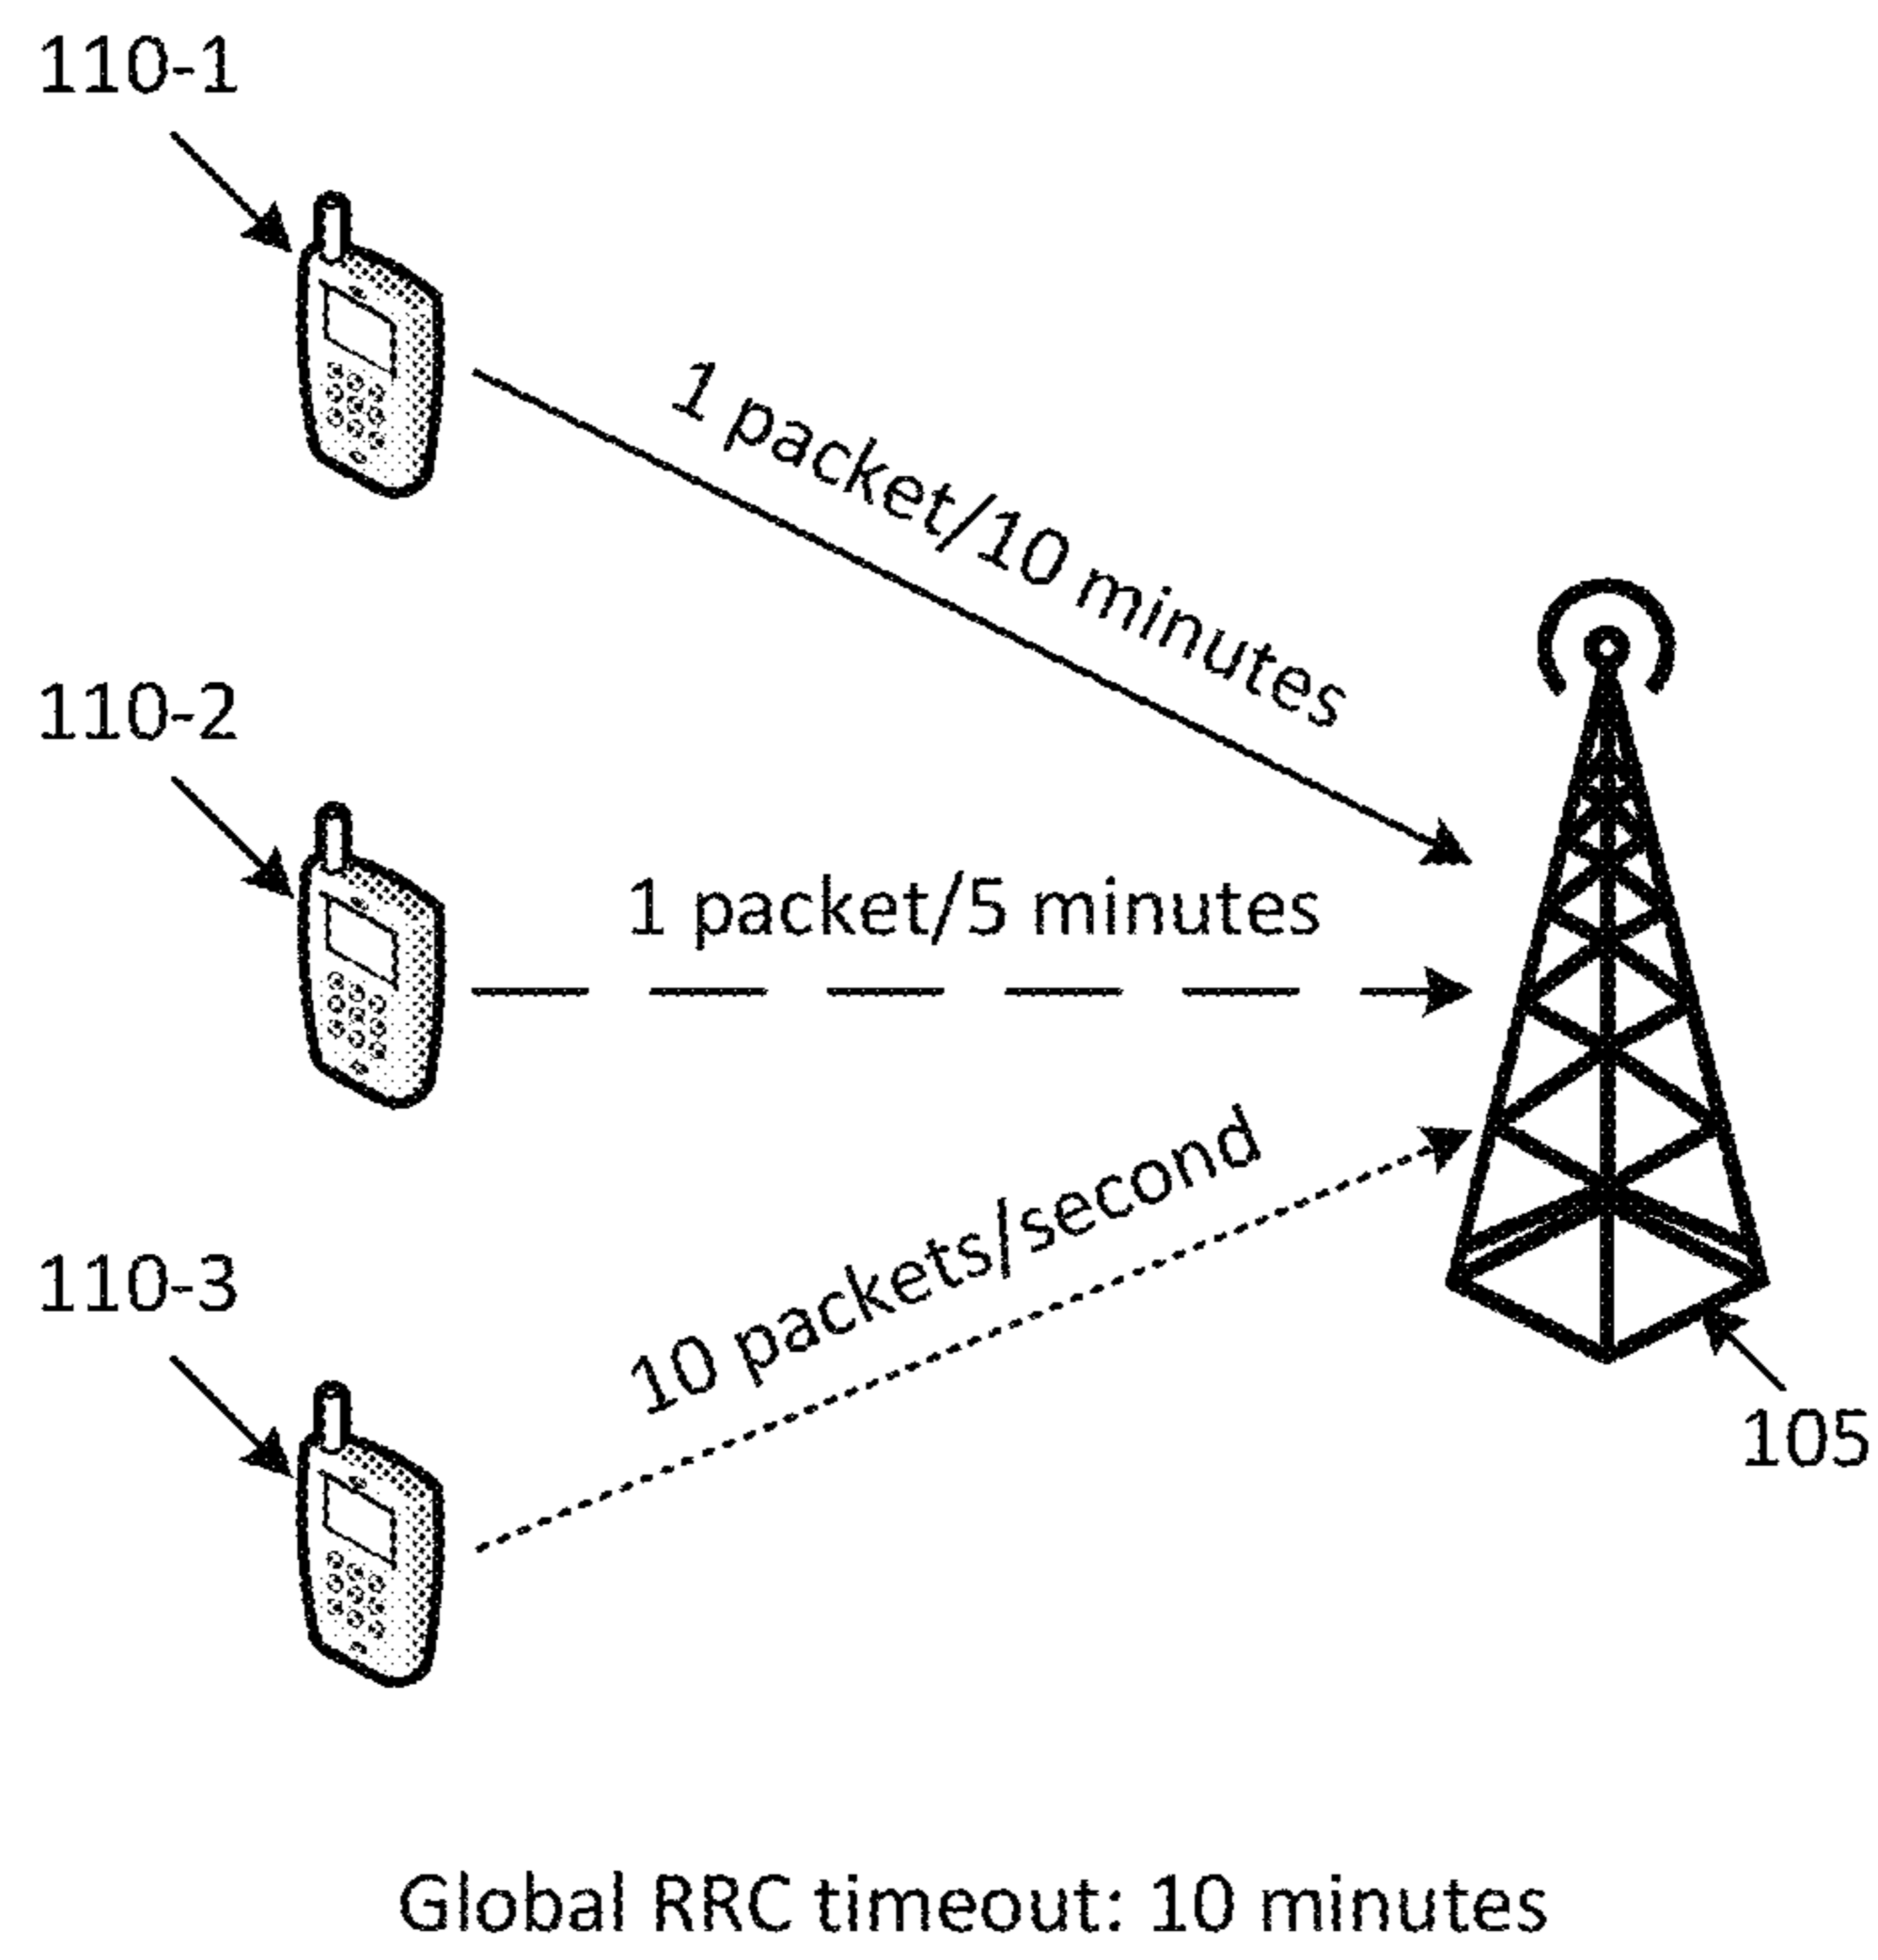 110-1
1 packet/10 minutes
110-2
1 packet/5 minutes
10 packets/second
110-3
105
Global RRC timeout: 10 minutes